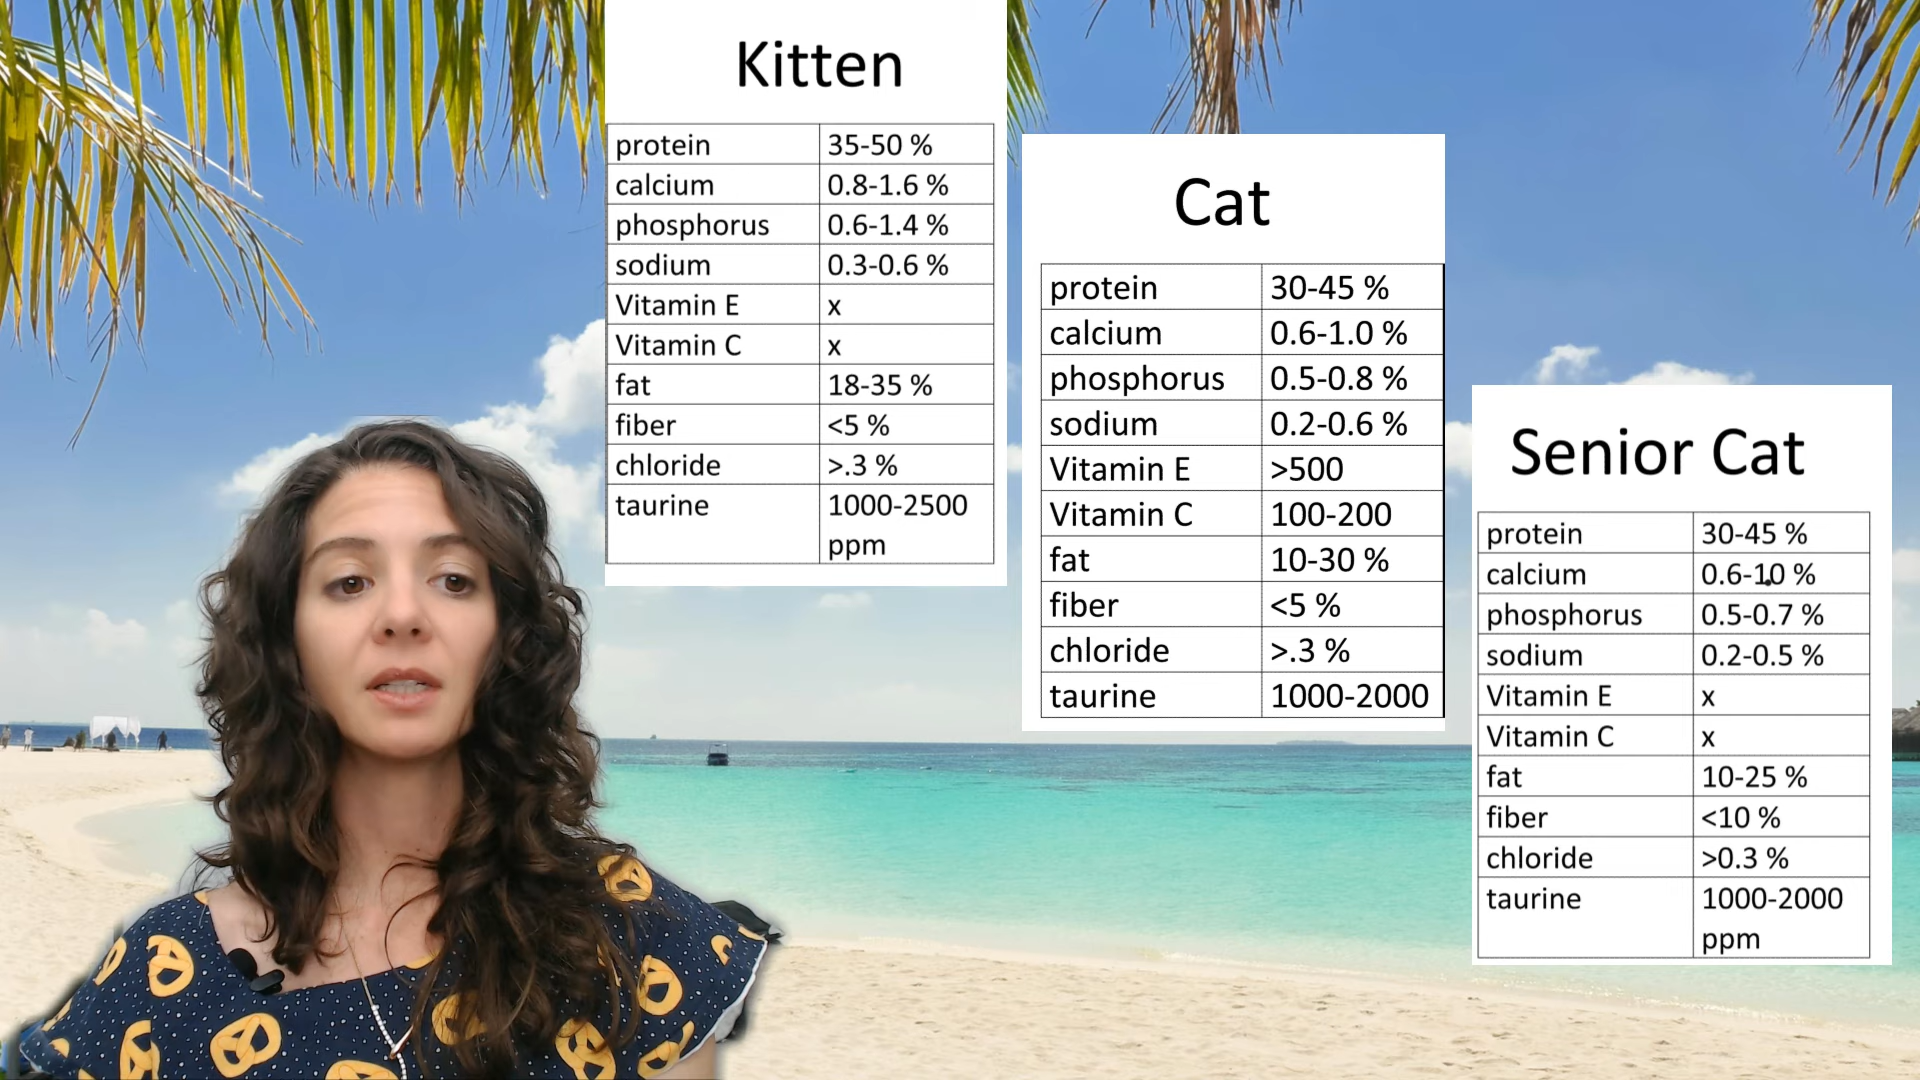 Kitten
protein 35-50 %
calcium 0.8-1.6 %
phosphorus 0.6-1.4 %
sodium 0.3-0.6 %
Vitamin E x
Vitamin C x
fat 18-35 %
fiber <5 %
chloride >.3 %
taurine 1000-2500
ppm
Cat
protein 30-45 %
calcium 0.6-1.0 %
phosphorus 0.5-0.8 %
sodium 0.2-0.6 %
Vitamin E >500
Vitamin C 100-200
fat 10-30 %
fiber <5 %
chloride >.3 %
taurine 1000-2000
Senior Cat
protein 30-45 %
calcium 0.6-1.0 %
phosphorus 0.5-0.7 %
sodium 0.2-0.5 %
Vitamin E x
Vitamin C x
fat 10-25 %
fiber <10 %
chloride >0.3 %
taurine 1000-2000
ppm